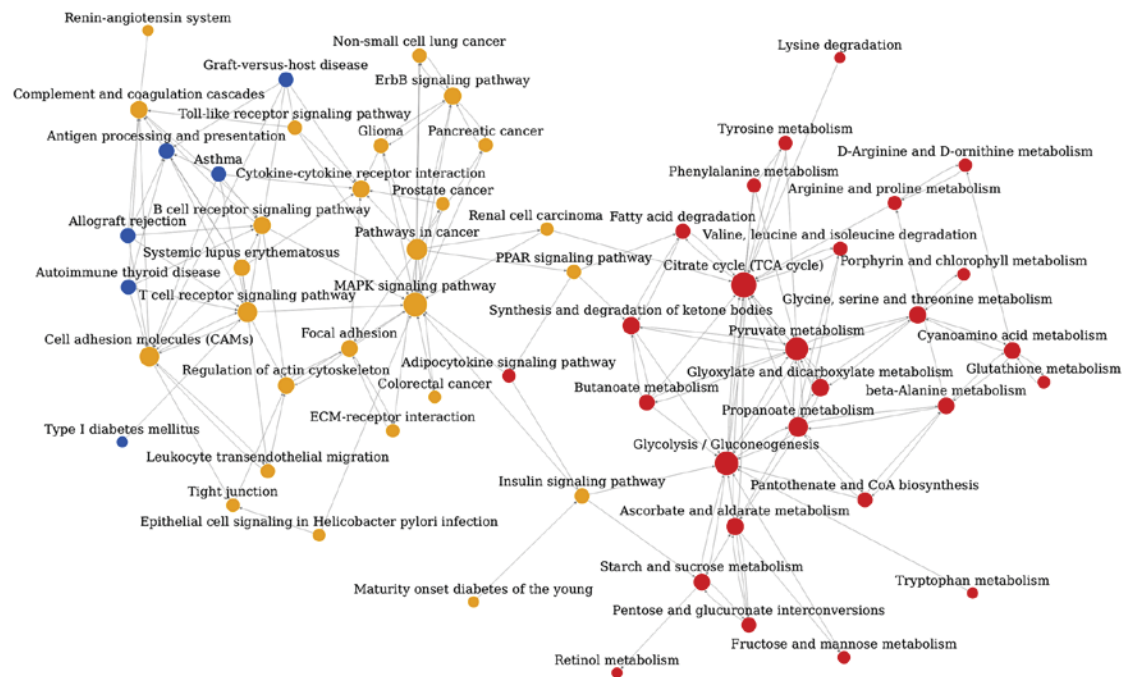 Renin-angiotensin system
Non-small cell lung cancer
Lysine degradation
Graft-versus-host disease
ErbB signaling pathway
Complement and coagulation cascades
Toll-like receptor signaling pathway
Glioma
Pancreatic cancer
Tyrosine metabolism
Antigen processing and presentation
D-Arginine and D-ornithine metabolism
Asthma
Cytokine-cytokine receptor interaction
Phenylalanine metabolism
Arginine and proline metabolism
Prostate cancer
B cell receptor signaling pathway
Allograft rejection
Renal cell carcinoma
Fatty acid degradation
Pathways in cancer
Valine, leucine and isoleucine degradation
Systemic lupus erythematosus
PPAR signaling pathway
Citrate cycle (TCA cycle)
Porphyrin and chlorophyll metabolism
Autoimmune thyroid disease
MAPK signaling pathway
T cell receptor signaling pathway
Glycine, serine and threonine metabolism
Synthesis and degradation of ketone bodies
Focal adhesion
Pyruvate metabolism
Cyanoamino acid metabolism
Cell adhesion molecules (CAMs)
Adipocytokine signaling pathway
Regulation of actin cytoskeleton
Glyoxylate and dicarboxylate metabolism
Glutathione metabolism
Colorectal cancer
Butanoate metabolism
beta-Alanine metabolism
ECM-receptor interaction
Propanoate metabolism
Type I diabetes mellitus
Glycolysis / Gluconeogenesis
Leukocyte transendothelial migration
Insulin signaling pathway
Pantothenate and CoA biosynthesis
Tight junction
Ascorbate and aldarate metabolism
Epithelial cell signaling in Helicobacter pylori infection
Starch and sucrose metabolism
Tryptophan metabolism
Maturity onset diabetes of the young
Pentose and glucuronate interconversions
Fructose and mannose metabolism
Retinol metabolism